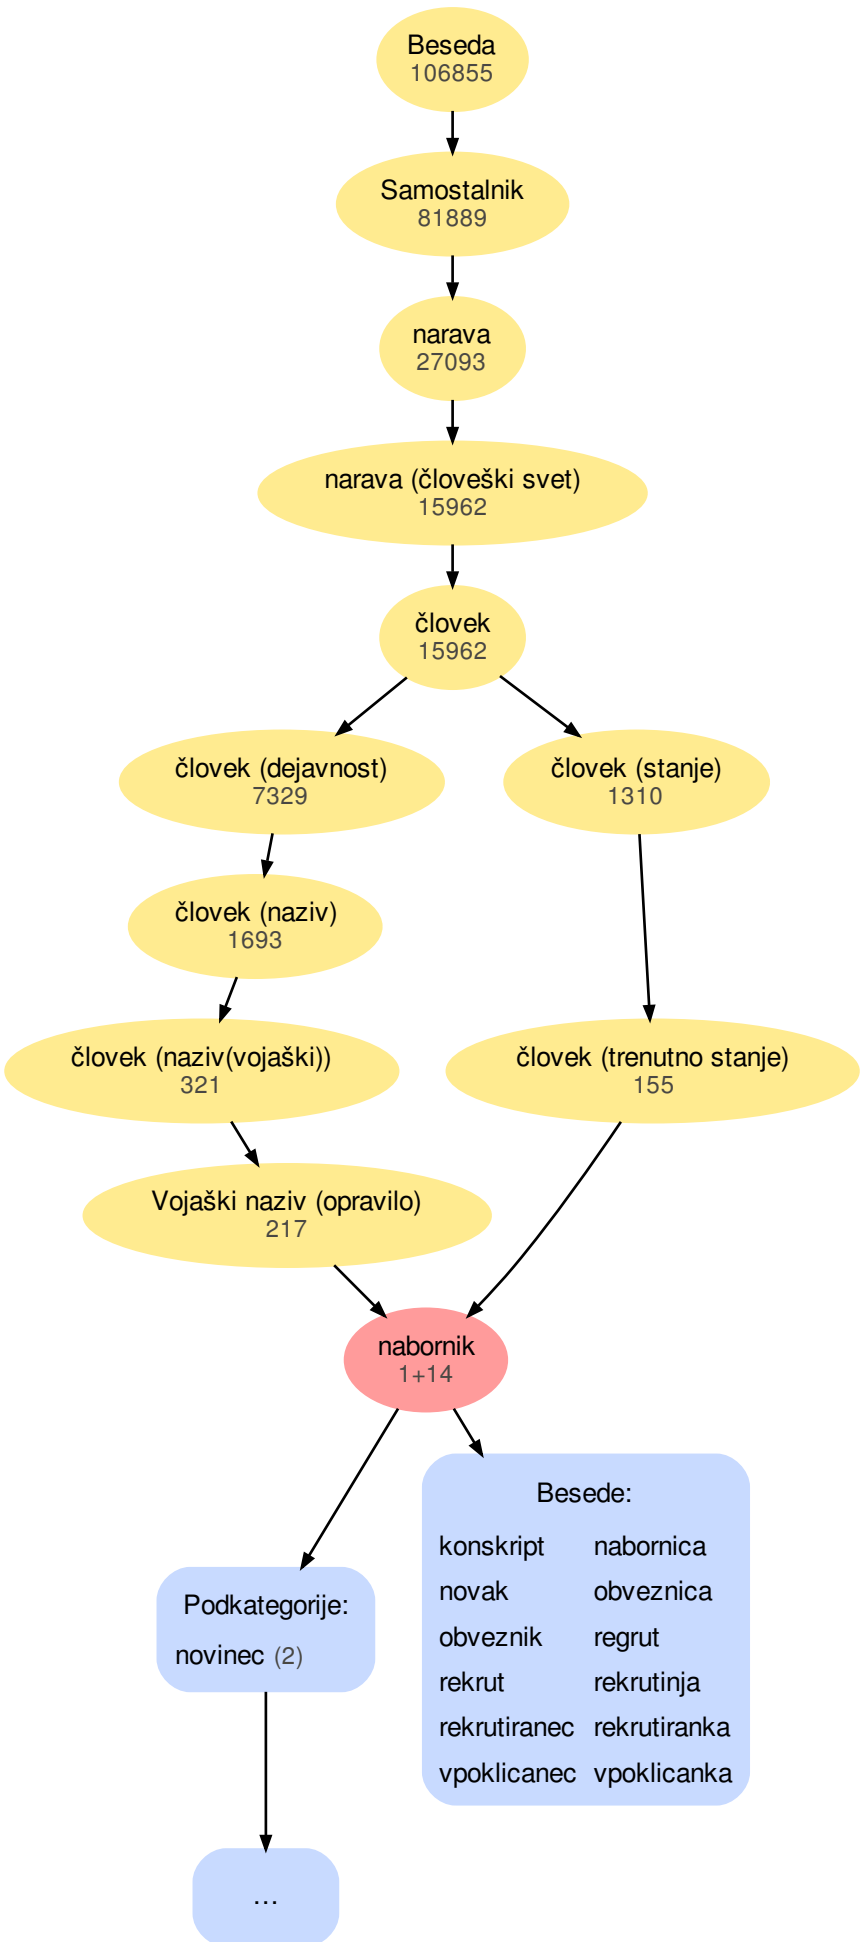 Beseda
106855
Samostalnik
81889
narava
27093
narava (človeški svet)
15962
človek
15962
človek (dejavnost)
7329
človek (stanje)
1310
človek (naziv)
1693
človek (naziv(vojaški))
321
človek (trenutno stanje)
155
Vojaški naziv (opravilo)
217
nabornik
1+14
Besede:
konskript nabornica
novak obveznica
obveznik regrut
rekrut rekrutinja
rekrutiranec rekrutiranka
vpoklicanec vpoklicanka
Podkategorije:
novinec (2)
...